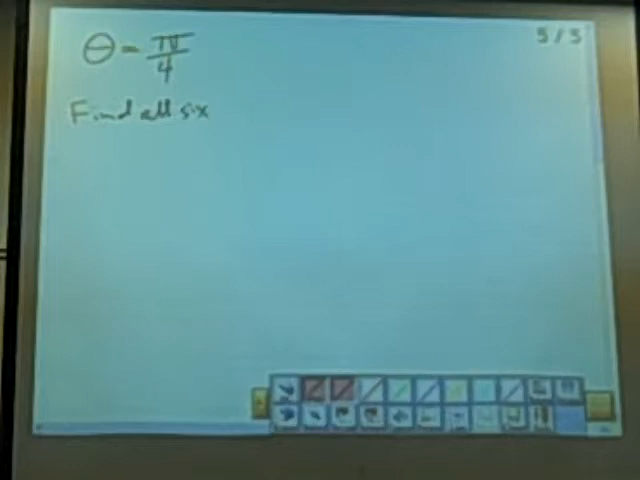 θ = π/4
Find all six
5/5